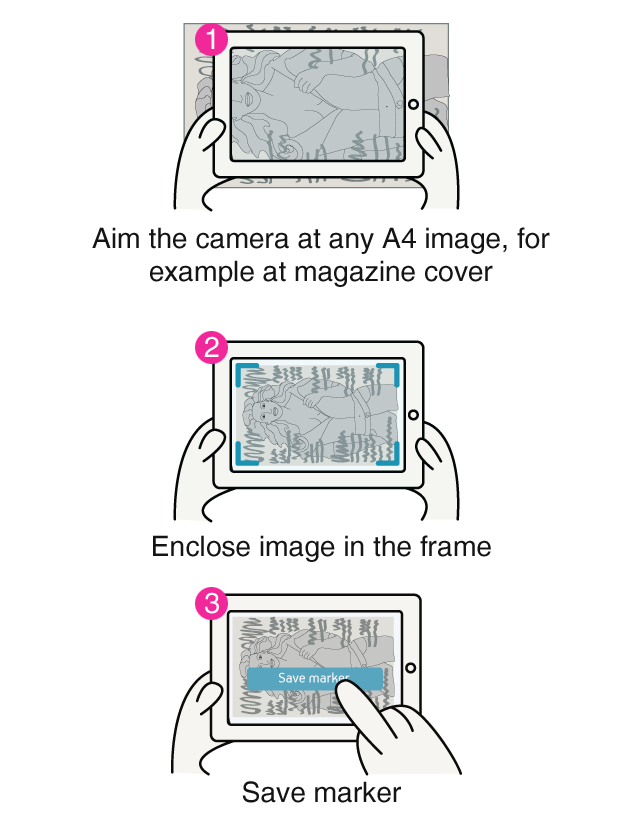 1
Aim the camera at any A4 image, for
example at magazine cover
2
Enclose image in the frame
3
Save marker
Save marker